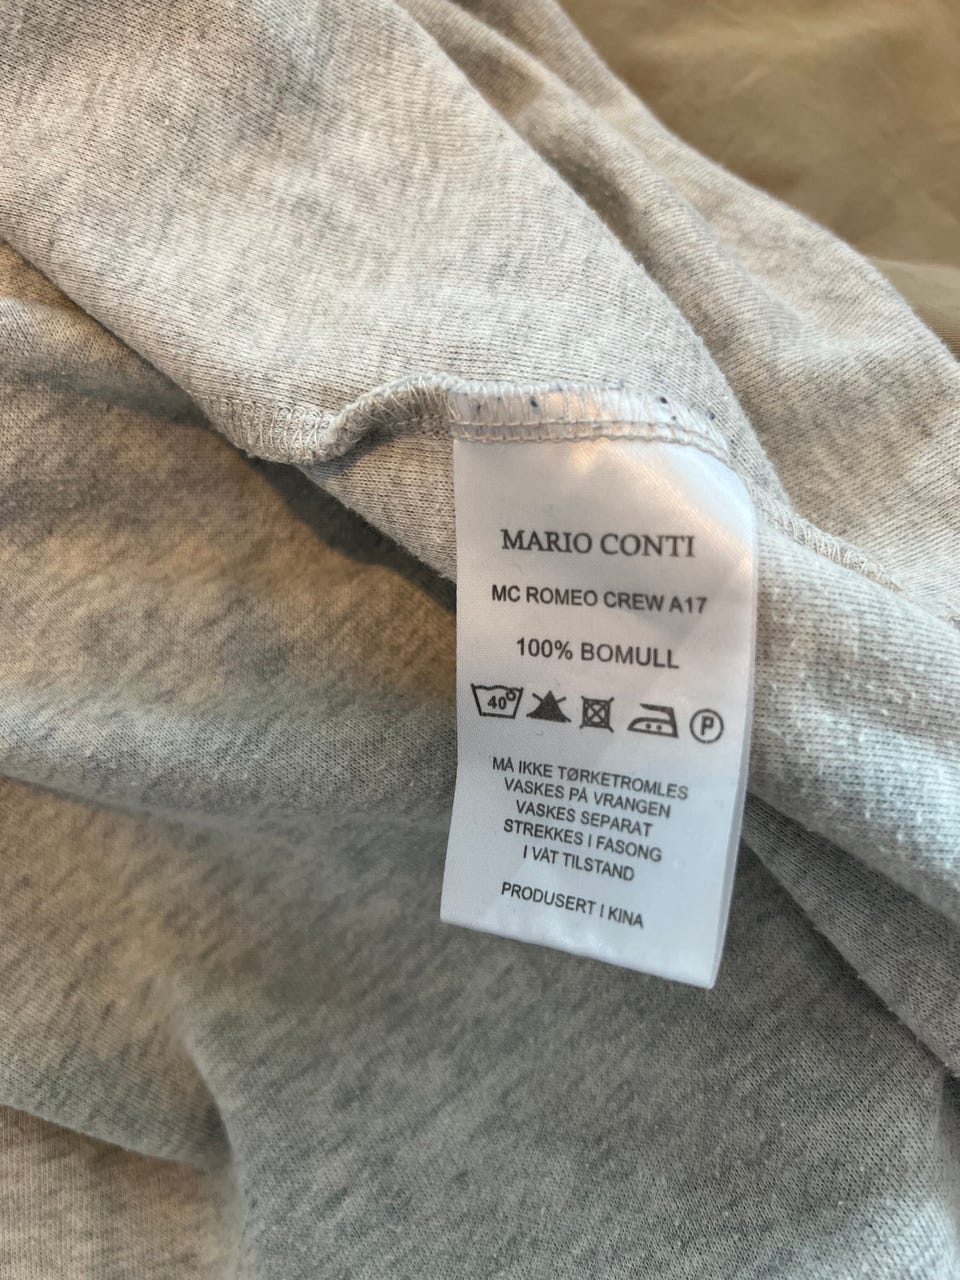 MARIO CONTI
MC ROMEO CREW A17
100% BOMULL
40° P
MÅ IKKE TØRKETROMLES
VASKES PÅ VRANGEN
VASKES SEPARAT
STREKKES I FASONG
I VÅT TILSTAND
PRODUSERT I KINA